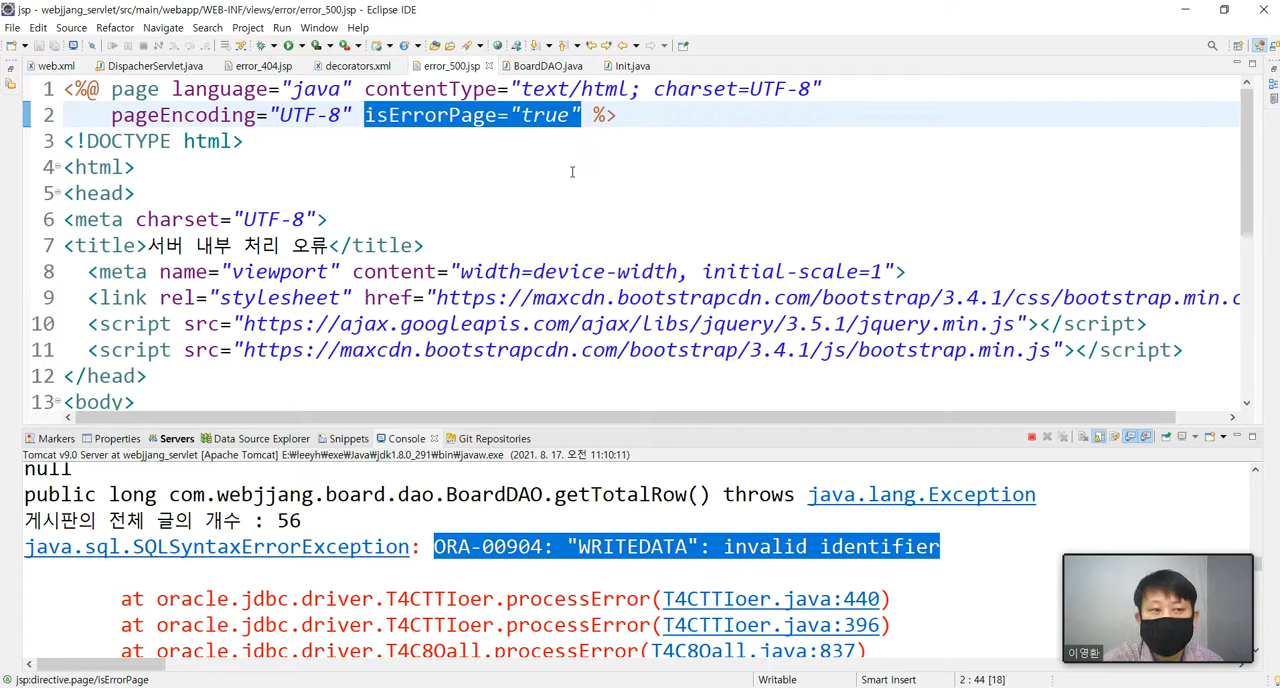 jsp - webjjang_servlet/src/main/webapp/WEB-INF/views/error/error_500.jsp - Eclipse IDE
File Edit Source Refactor Navigate Search Project Run Window Help
web.xml DispacherServlet.java error_404.jsp decorators.xml error_500.jsp BoardDAO.java Init.java
1 <%@ page language="java" contentType="text/html; charset=UTF-8"
2 pageEncoding="UTF-8" isErrorPage="true" %>
3 <!DOCTYPE html>
4 <html>
5 <head>
6 <meta charset="UTF-8">
7 <title>서버 내부 처리 오류</title>
8 <meta name="viewport" content="width=device-width, initial-scale=1">
9 <link rel="stylesheet" href="https://maxcdn.bootstrapcdn.com/bootstrap/3.4.1/css/bootstrap.min.c
10 <script src="https://ajax.googleapis.com/ajax/libs/jquery/3.5.1/jquery.min.js"></script>
11 <script src="https://maxcdn.bootstrapcdn.com/bootstrap/3.4.1/js/bootstrap.min.js"></script>
12 </head>
13 <body>
Markers Properties Servers Data Source Explorer Snippets Console Git Repositories
Tomcat v9.0 Server at webjjang_servlet [Apache Tomcat] E:₩leeyh₩exe₩Java₩jdk1.8.0_291₩bin₩javaw.exe (2021. 8. 17. 오전 11:10:11)
null
public long com.webjjang.board.dao.BoardDAO.getTotalRow() throws java.lang.Exception
게시판의 전체 글의 개수 : 56
java.sql.SQLSyntaxErrorException: ORA-00904: "WRITEDATA": invalid identifier
at oracle.jdbc.driver.T4CTTIoer.processError(T4CTTIoer.java:440)
at oracle.jdbc.driver.T4CTTIoer.processError(T4CTTIoer.java:396)
at oracle.jdbc.driver.T4C8Oall.processError(T4C8Oall.java:837)
이영환
jsp:directive.page/isErrorPage Writable Smart Insert 2 : 44 [18]